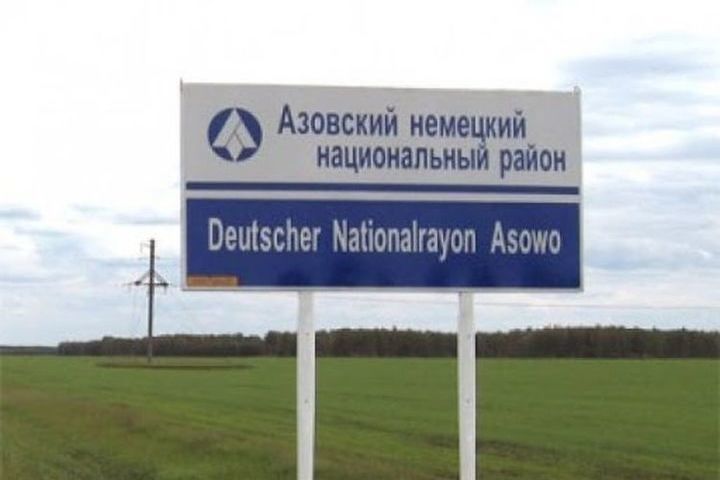 Азовский немецкий
национальный район
Deutscher Nationalrayon Asowo